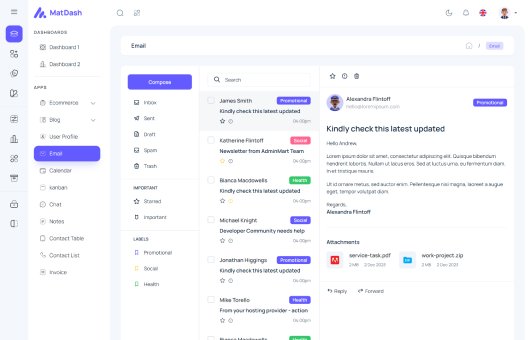 MatDash
DASHBOARDS
Dashboard 1
Dashboard 2
APPS
Ecommerce
Blog
User Profile
Email
Calendar
Kanban
Chat
Notes
Contact Table
Contact List
Invoice
Email
/ Email
Compose
Inbox
Sent
Draft
Spam
Trash
IMPORTANT
Starred
Important
LABELS
Promotional
Social
Health
Search
James Smith Promotional
Kindly check this latest updated
04:00pm
Katherine Flintoff Social
Newsletter from AdminMart Team
04:00pm
Bianca Macdowells Health
Kindly check this latest updated
04:00pm
Michael Knight Social
Developer Community needs help
04:00pm
Jonathan Higgings Promotional
Kindly check this latest updated
04:00pm
Mike Torello Health
From your hosting provider - action
04:00pm
Bianca Macdowells Health
Alexandra Flintoff Promotional
hello@loremipsum.com
Kindly check this latest updated
Hello Andrew,
Lorem ipsum dolor sit amet, consectetur adipiscing elit. Quisque bibendum
hendrerit lobortis. Nullam ut lacus eros. Sed at luctus urna, eu fermentum diam.
In et tristique mauris.
Ut id ornare metus, sed auctor enim. Pellentesque nisi magna, laoreet a augue
eget, tempor volutpat diam.
Regards,
Alexandra Flintoff
Attachments
service-task.pdf
2 MB 2 Dec 2023
work-project.zip
2 MB 2 Dec 2023
Reply
Forward